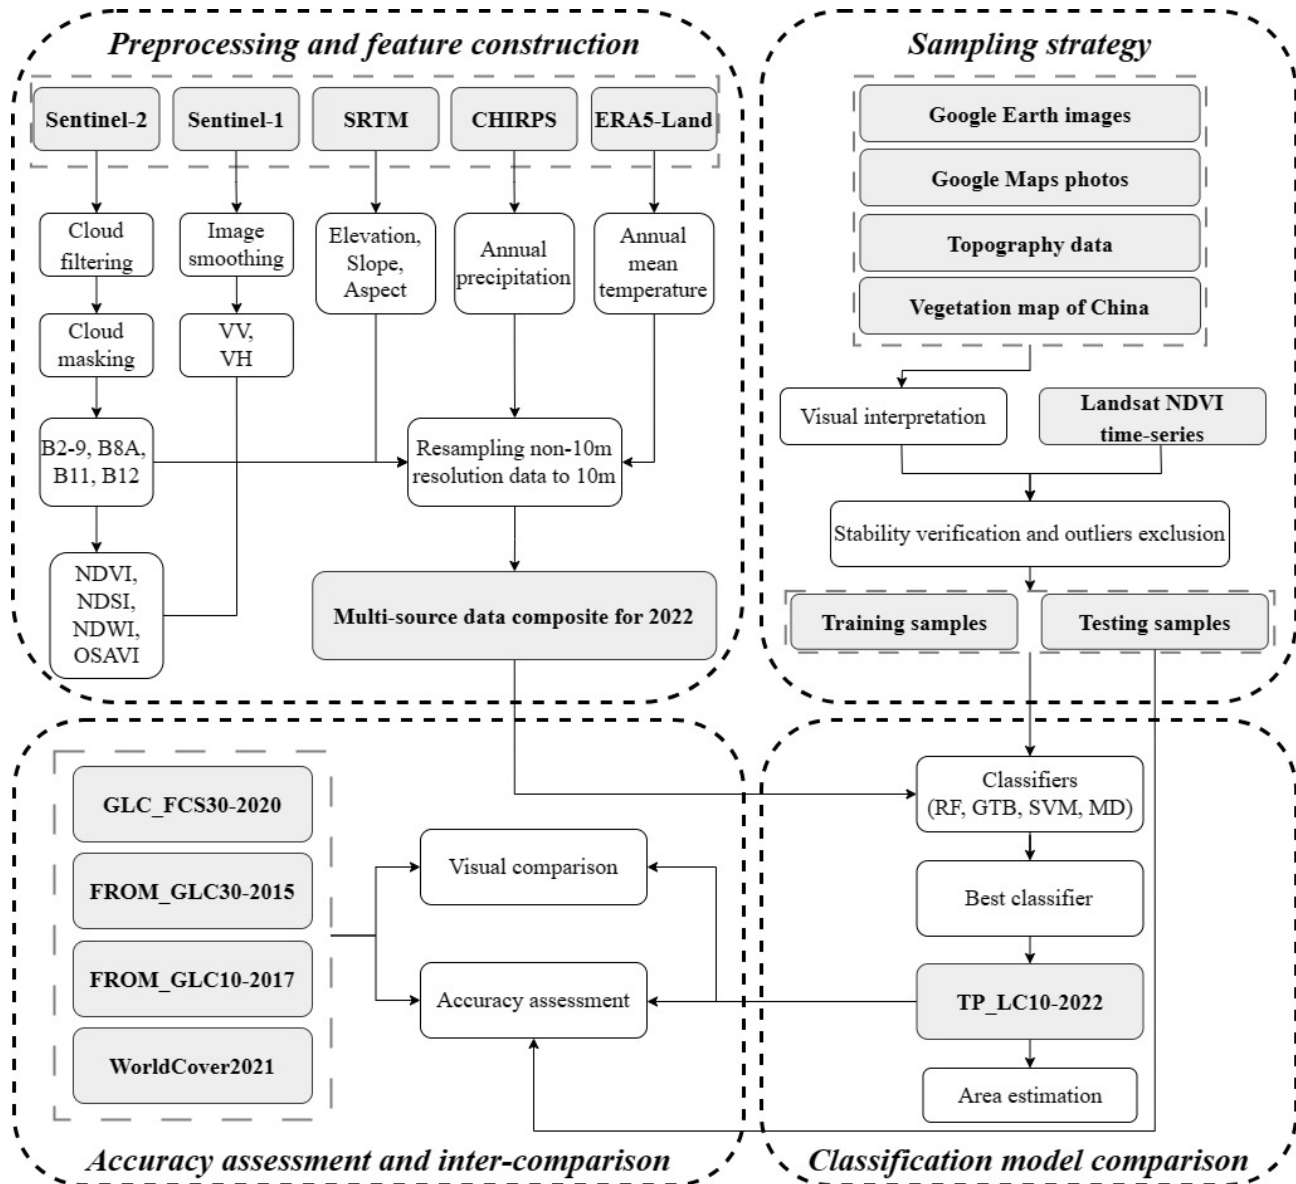 Preprocessing and feature construction
Sentinel-2
Sentinel-1
SRTM
CHIRPS
ERA5-Land
Cloud
filtering
Image
smoothing
Elevation,
Slope,
Aspect
Annual
precipitation
Annual
mean
temperature
Cloud
masking
VV,
VH
B2-9, B8A,
B11, B12
Resampling non-10m
resolution data to 10m
NDVI,
NDSI,
NDWI,
OSAVI
Multi-source data composite for 2022
Sampling strategy
Google Earth images
Google Maps photos
Topography data
Vegetation map of China
Visual interpretation
Landsat NDVI
time-series
Stability verification and outliers exclusion
Training samples
Testing samples
GLC_FCS30-2020
FROM_GLC30-2015
FROM_GLC10-2017
WorldCover2021
Visual comparison
Accuracy assessment
Accuracy assessment and inter-comparison
Classifiers
(RF, GTB, SVM, MD)
Best classifier
TP_LC10-2022
Area estimation
Classification model comparison